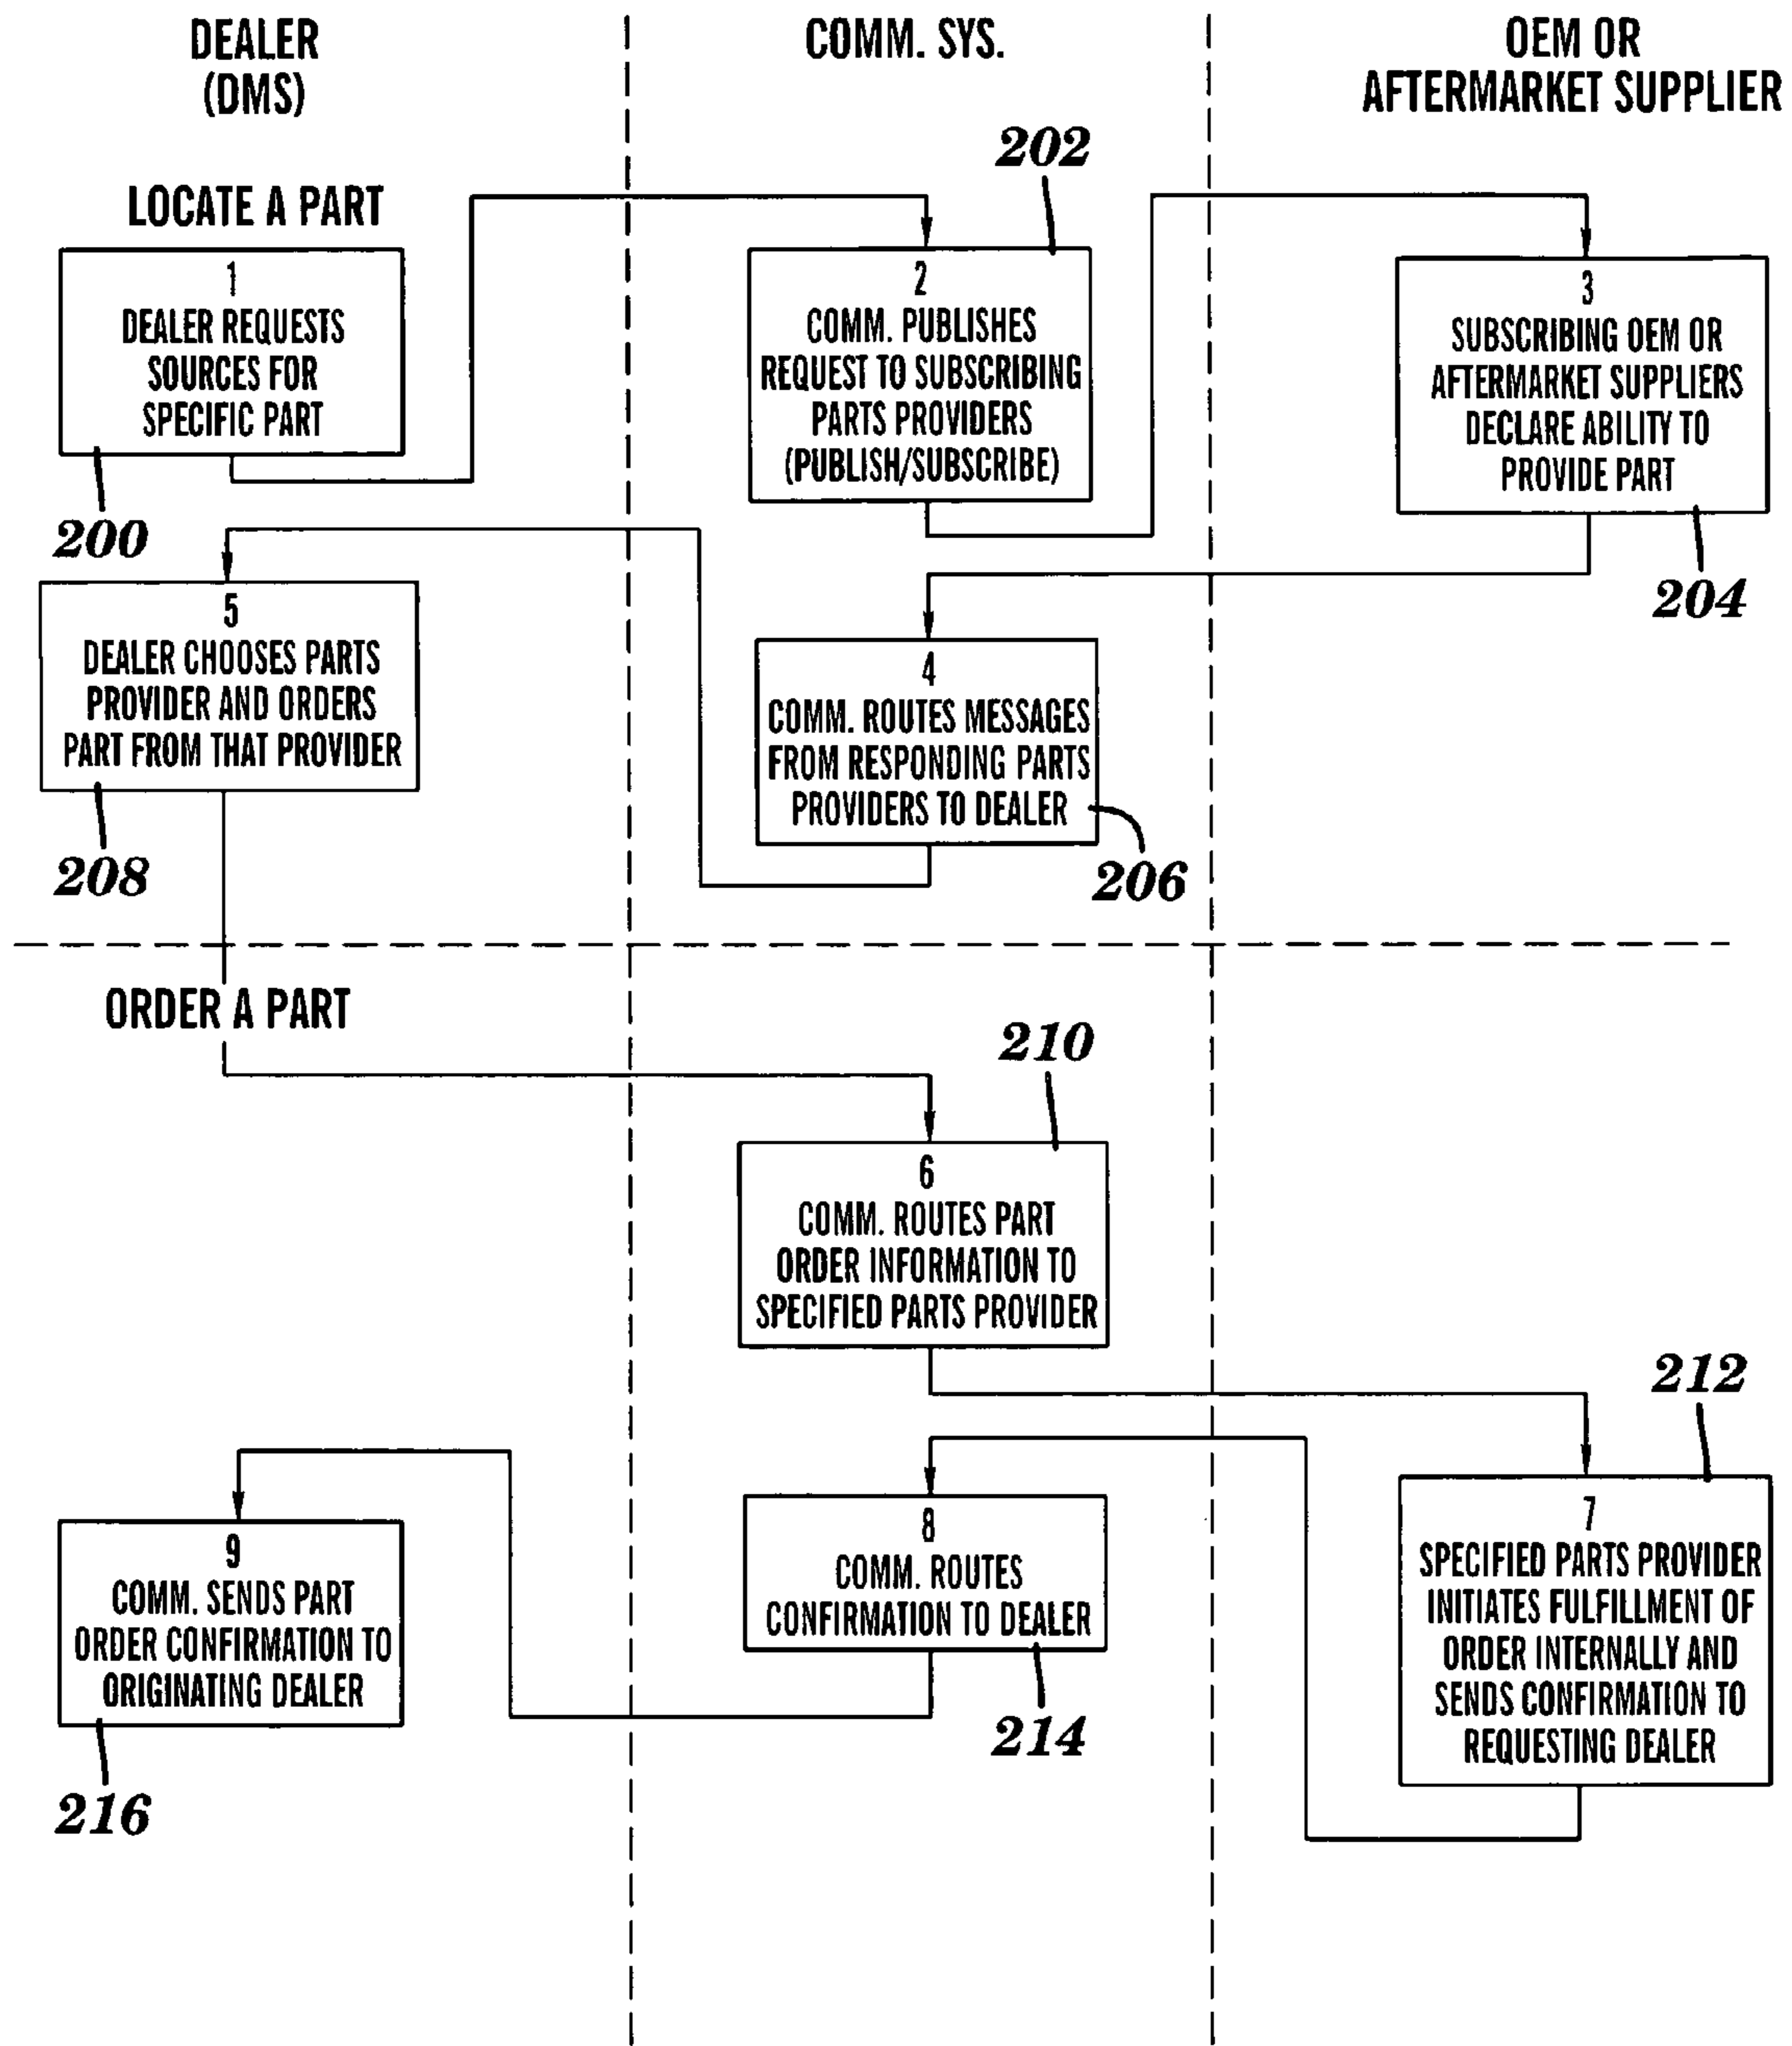 DEALER
(DMS)
COMM. SYS.
OEM OR
AFTERMARKET SUPPLIER
LOCATE A PART
1
DEALER REQUESTS
SOURCES FOR
SPECIFIC PART
200
202
2
COMM. PUBLISHES
REQUEST TO SUBSCRIBING
PARTS PROVIDERS
(PUBLISH/SUBSCRIBE)
3
SUBSCRIBING OEM OR
AFTERMARKET SUPPLIERS
DECLARE ABILITY TO
PROVIDE PART
204
4
COMM. ROUTES MESSAGES
FROM RESPONDING PARTS
PROVIDERS TO DEALER
206
5
DEALER CHOOSES PARTS
PROVIDER AND ORDERS
PART FROM THAT PROVIDER
208
ORDER A PART
210
6
COMM. ROUTES PART
ORDER INFORMATION TO
SPECIFIED PARTS PROVIDER
212
7
SPECIFIED PARTS PROVIDER
INITIATES FULFILLMENT OF
ORDER INTERNALLY AND
SENDS CONFIRMATION TO
REQUESTING DEALER
8
COMM. ROUTES
CONFIRMATION TO DEALER
214
9
COMM. SENDS PART
ORDER CONFIRMATION TO
ORIGINATING DEALER
216